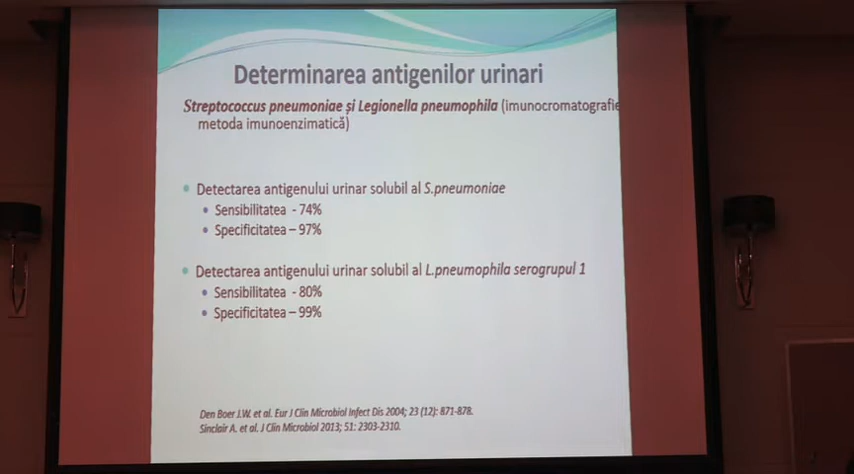 Determinarea antigenilor urinari
Streptococcus pneumoniae și Legionella pneumophila (imunocromatografie
metoda imunoenzimatică)
• Detectarea antigenului urinar solubil al S.pneumoniae
• Sensibilitatea - 74%
• Specificitatea – 97%
• Detectarea antigenului urinar solubil al L.pneumophila serogrupul 1
• Sensibilitatea - 80%
• Specificitatea – 99%
Den Boer J.W. et al. Eur J Clin Microbiol Infect Dis 2004; 23 (12): 871-878.
Sinclair A. et al. J Clin Microbiol 2013; 51: 2303-2310.